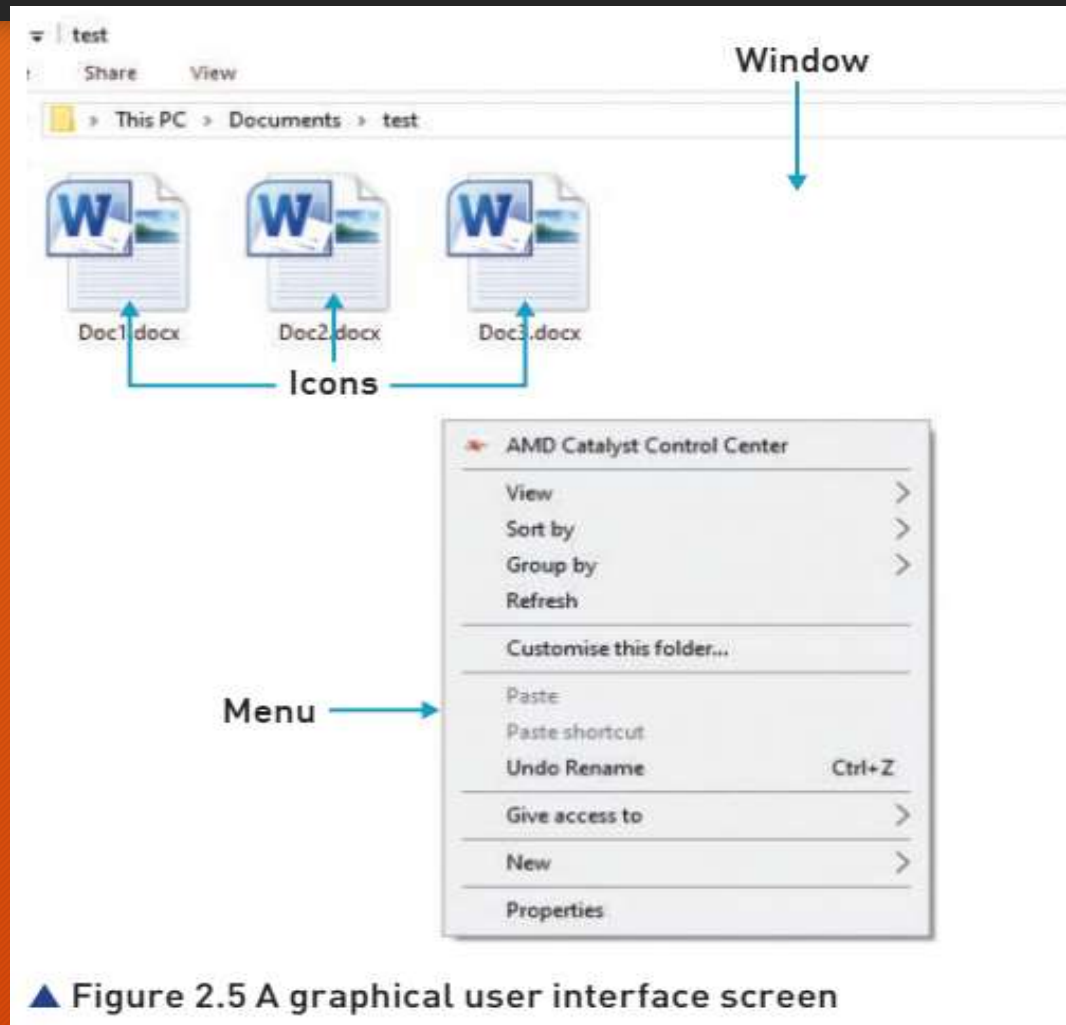 test
Share View
Window
This PC > Documents > test
W W W
Doc1.docx Doc2.docx Doc3.docx
Icons
AMD Catalyst Control Center
View
Sort by
Group by
Refresh
Customise this folder...
Menu
Paste
Paste shortcut
Undo Rename Ctrl+Z
Give access to
New
Properties
▲ Figure 2.5 A graphical user interface screen